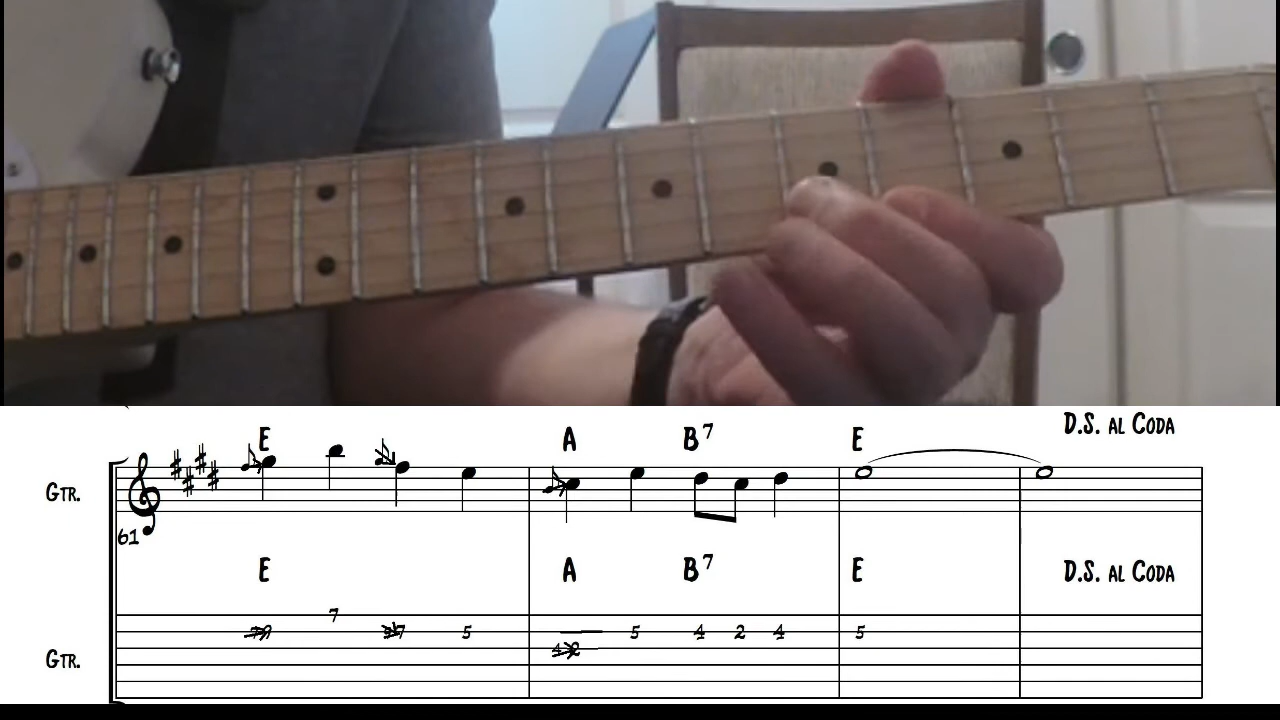 D.S. AL CODA
E A B7 E
GTR.
61
E A B7 E D.S. AL CODA
7
5 5 4 2 4 5
GTR.